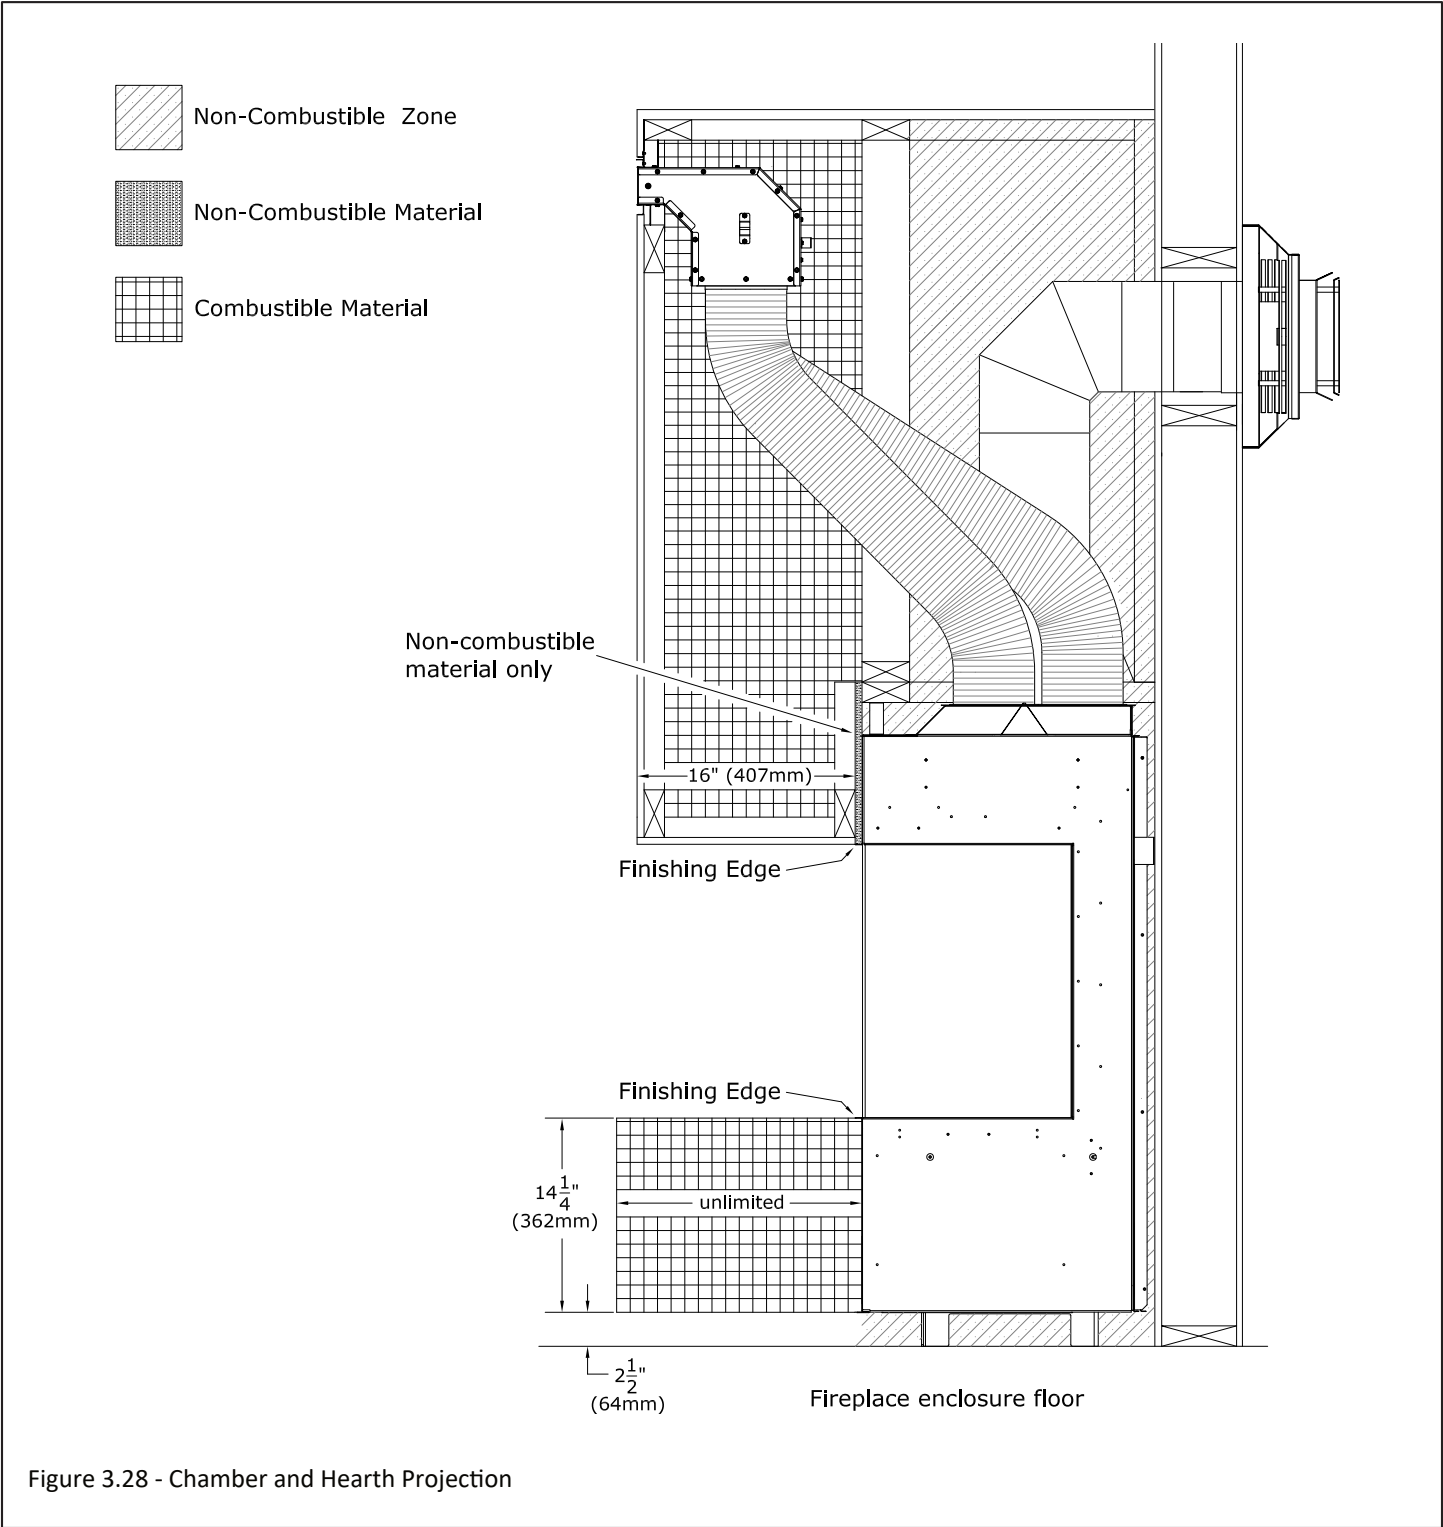 Non-Combustible Zone
Non-Combustible Material
Combustible Material
Non-combustible
material only
16" (407mm)
Finishing Edge
Finishing Edge
14 1/4"
(362mm)
unlimited
2 1/2"
(64mm)
Fireplace enclosure floor
Figure 3.28 - Chamber and Hearth Projection